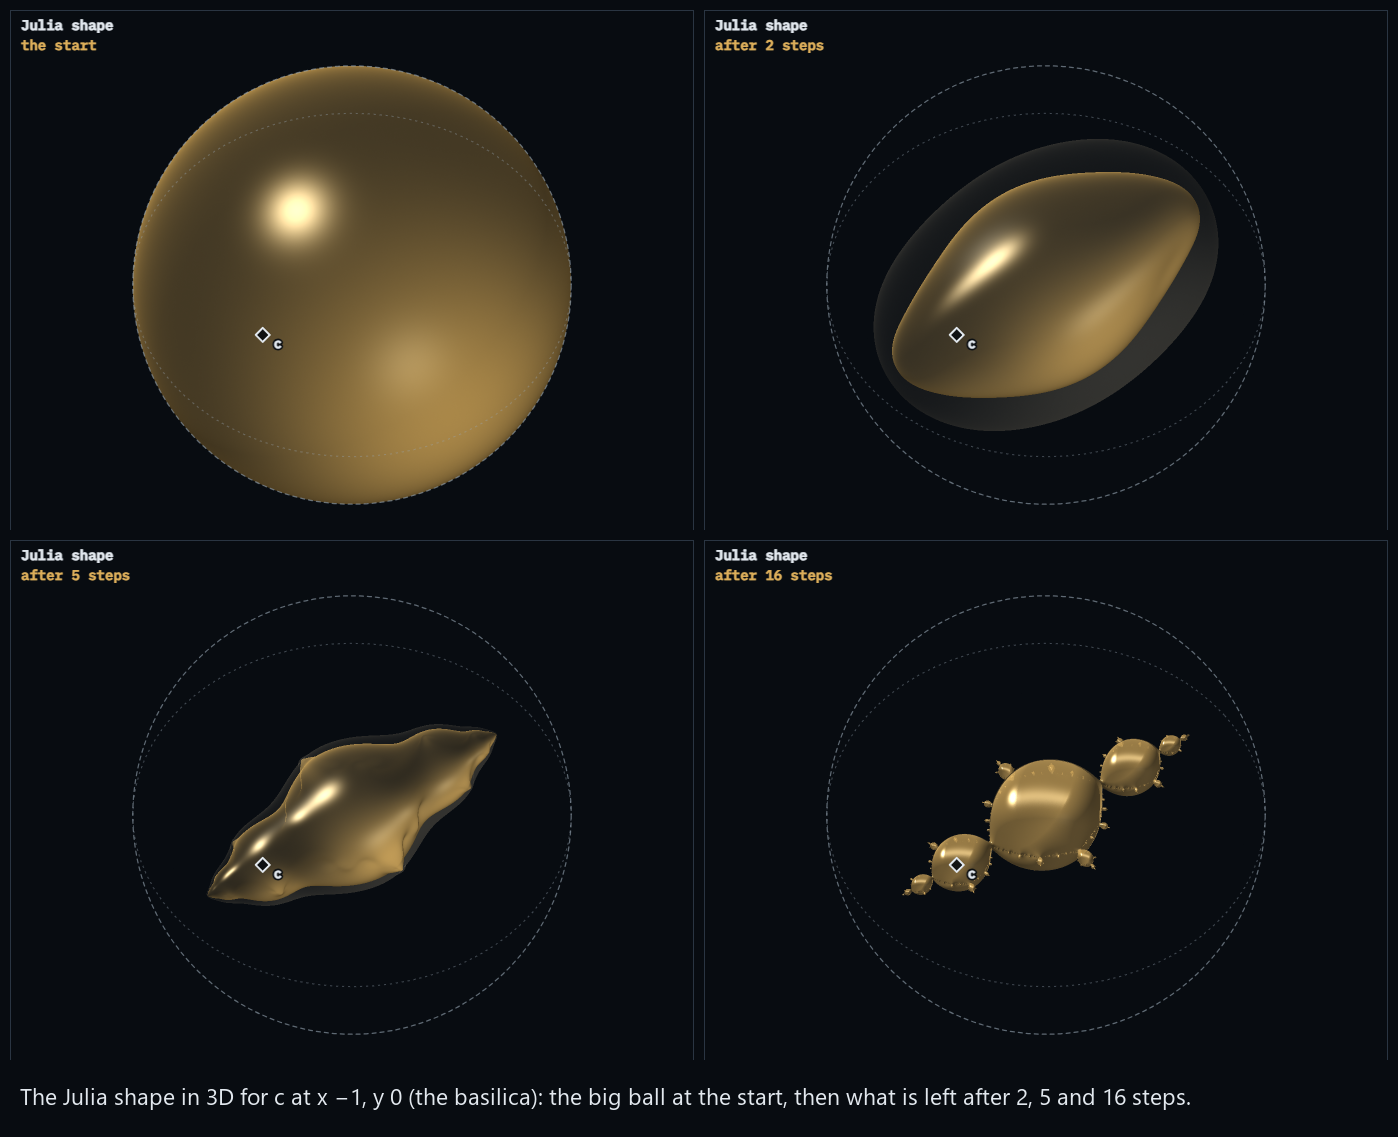 Julia shape
the start
c
Julia shape
after 2 steps
c
Julia shape
after 5 steps
c
Julia shape
after 16 steps
c
The Julia shape in 3D for c at x −1, y 0 (the basilica): the big ball at the start, then what is left after 2, 5 and 16 steps.